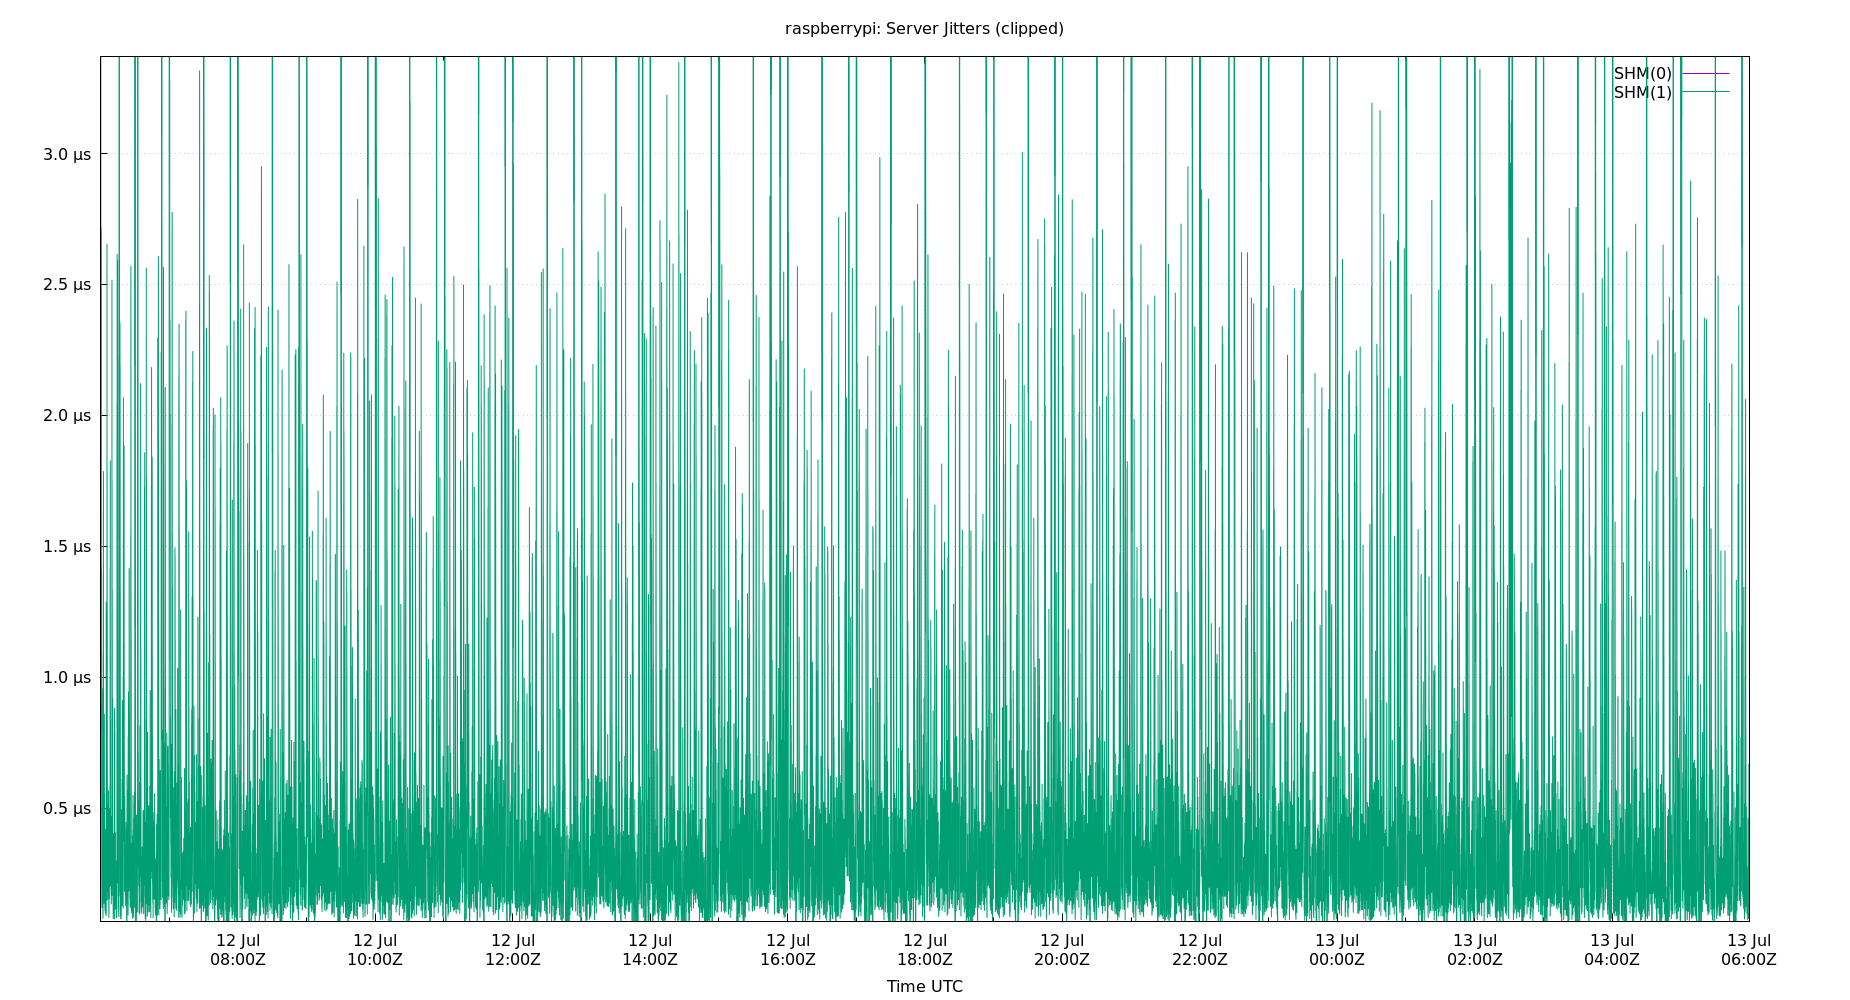 raspberrypi: Server Jitters (clipped)
SHM(0)
SHM(1)
3.0 µs
2.5 µs
2.0 µs
1.5 µs
1.0 µs
0.5 µs
12 Jul 12 Jul 12 Jul 12 Jul 12 Jul 12 Jul 12 Jul 12 Jul 13 Jul 13 Jul 13 Jul 13 Jul
08:00Z 10:00Z 12:00Z 14:00Z 16:00Z 18:00Z 20:00Z 22:00Z 00:00Z 02:00Z 04:00Z 06:00Z
Time UTC